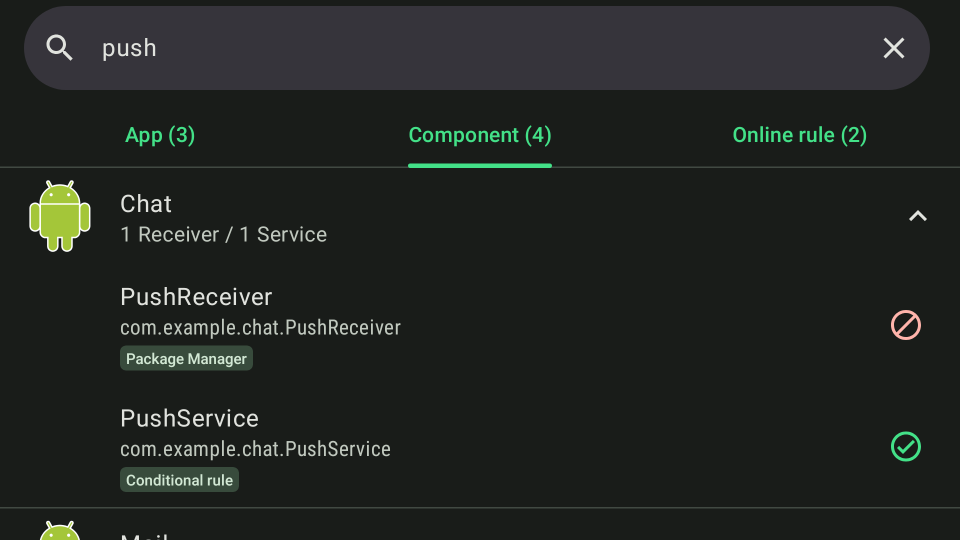 push
App (3)
Component (4)
Online rule (2)
Chat
1 Receiver / 1 Service
PushReceiver
com.example.chat.PushReceiver
Package Manager
PushService
com.example.chat.PushService
Conditional rule